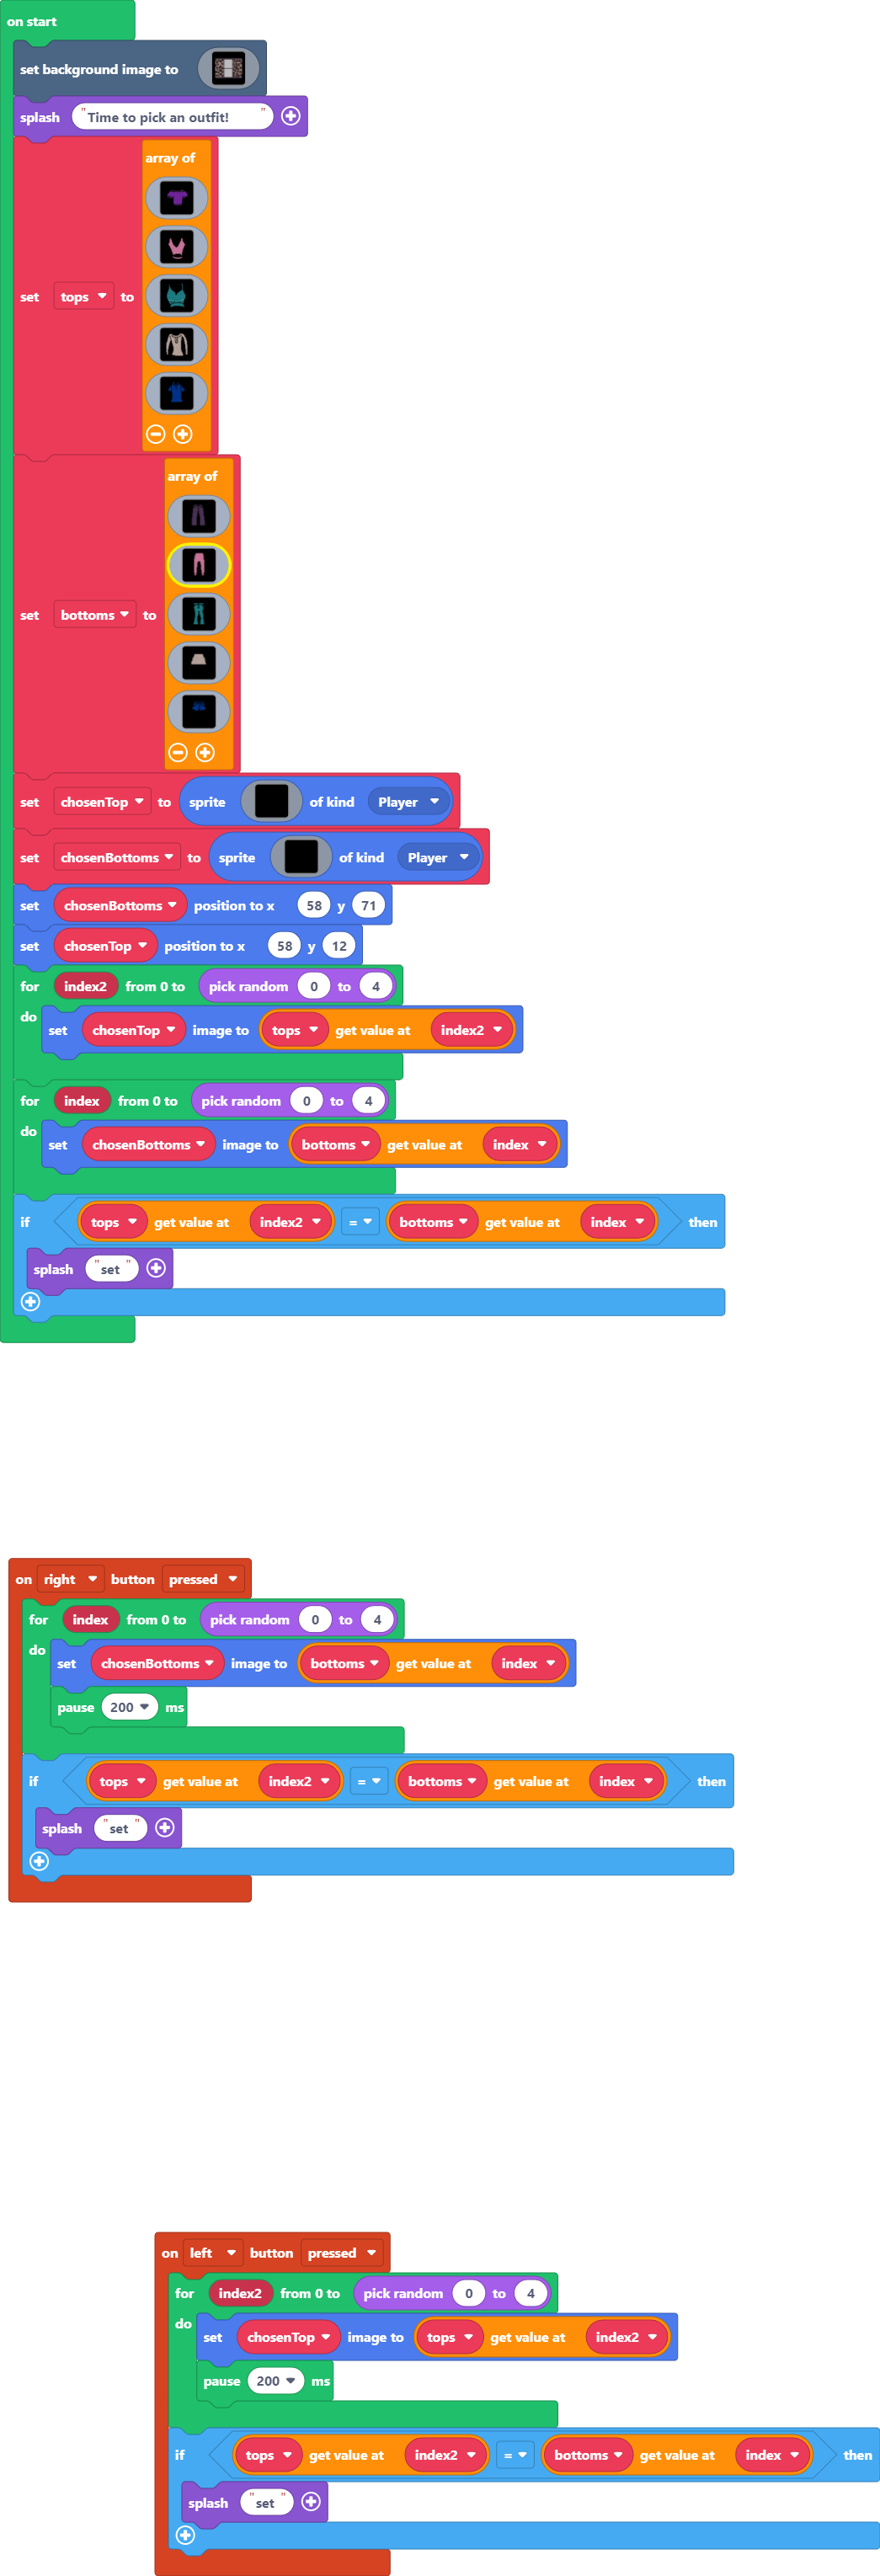 on start
set background image to
splash "Time to pick an outfit!"
array of
set tops to
array of
set bottoms to
set chosenTop to sprite of kind Player
set chosenBottoms to sprite of kind Player
set chosenBottoms position to x 58 y 71
set chosenTop position to x 58 y 12
for index2 from 0 to pick random 0 to 4
do set chosenTop image to tops get value at index2
for index from 0 to pick random 0 to 4
do set chosenBottoms image to bottoms get value at index
if tops get value at index2 = bottoms get value at index then
splash "set"
on right button pressed
for index from 0 to pick random 0 to 4
do set chosenBottoms image to bottoms get value at index
pause 200 ms
if tops get value at index2 = bottoms get value at index then
splash "set"
on left button pressed
for index2 from 0 to pick random 0 to 4
do set chosenTop image to tops get value at index2
pause 200 ms
if tops get value at index2 = bottoms get value at index then
splash "set"